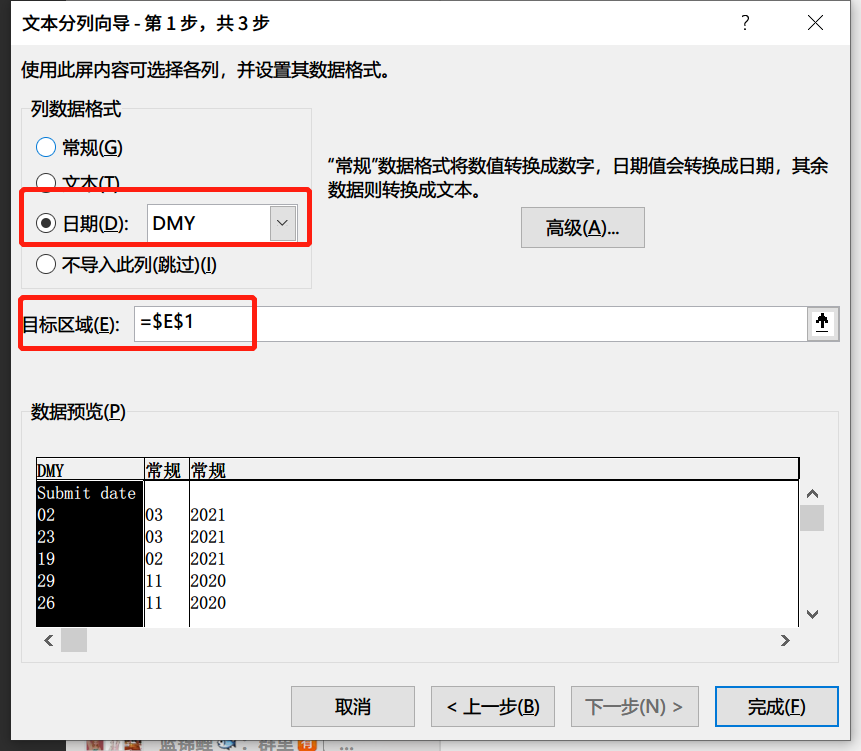 文本分列向导 - 第 1 步，共 3 步
使用此屏内容可选择各列，并设置其数据格式。
列数据格式
常规(G)
文本(T)
日期(D): DMY
不导入此列(跳过)(I)
“常规”数据格式将数值转换成数字，日期值会转换成日期，其余
数据则转换成文本。
高级(A)...
目标区域(E): =$E$1
数据预览(P)
DMY 常规 常规
Submit date
02 03 2021
23 03 2021
19 02 2021
29 11 2020
26 11 2020
取消 < 上一步(B) 下一步(N) > 完成(F)